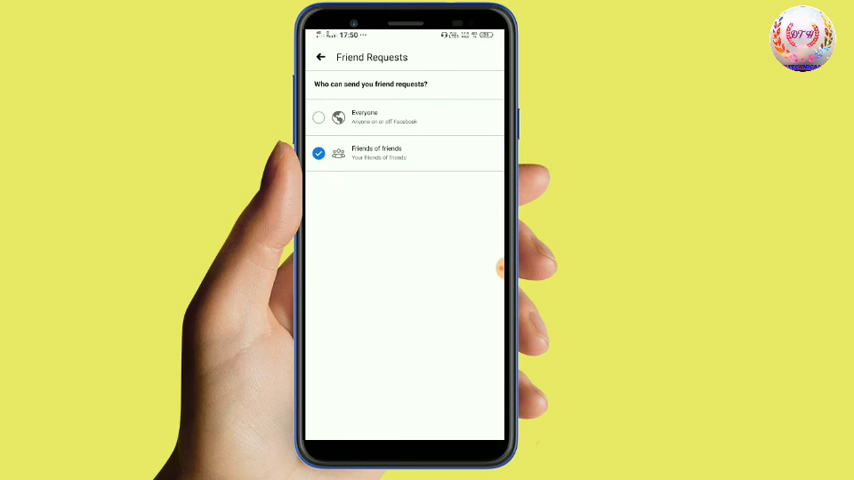 17:50
Friend Requests
Who can send you friend requests?
Everyone
Anyone on or off Facebook
Friends of friends
Your friends of friends
DTH